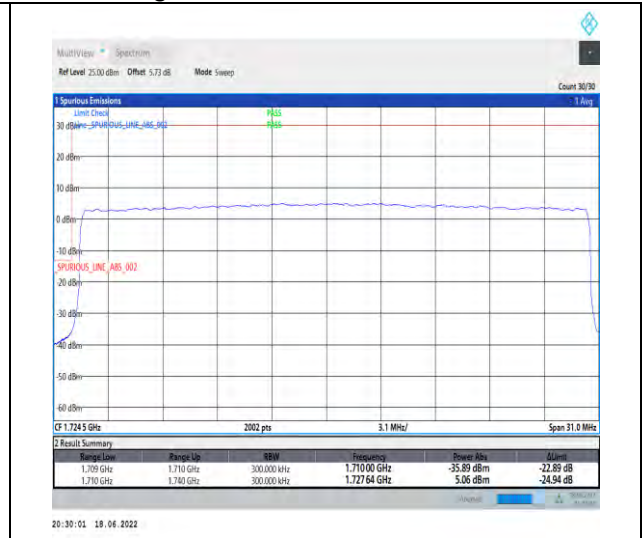 MultiView Spectrum
Ref Level 25.00 dBm Offset 5.73 dB Mode Sweep
Count 30/30
1 Spurious Emissions 1 Avg
Limit Check PASS
30 dBm _SPURIOUS_LINE_ABS_002 PASS
20 dBm
10 dBm
0 dBm
-10 dBm
_SPURIOUS_LINE_ABS_002
-20 dBm
-30 dBm
-40 dBm
-50 dBm
-60 dBm
CF 1.7245 GHz 2002 pts 3.1 MHz/ Span 31.0 MHz
2 Result Summary
Range Low Range Up RBW Frequency Power Abs ΔLimit
1.709 GHz 1.710 GHz 300.000 kHz 1.71000 GHz -35.89 dBm -22.89 dB
1.710 GHz 1.740 GHz 300.000 kHz 1.72764 GHz 5.06 dBm -24.94 dB
20:30:01 18.06.2022